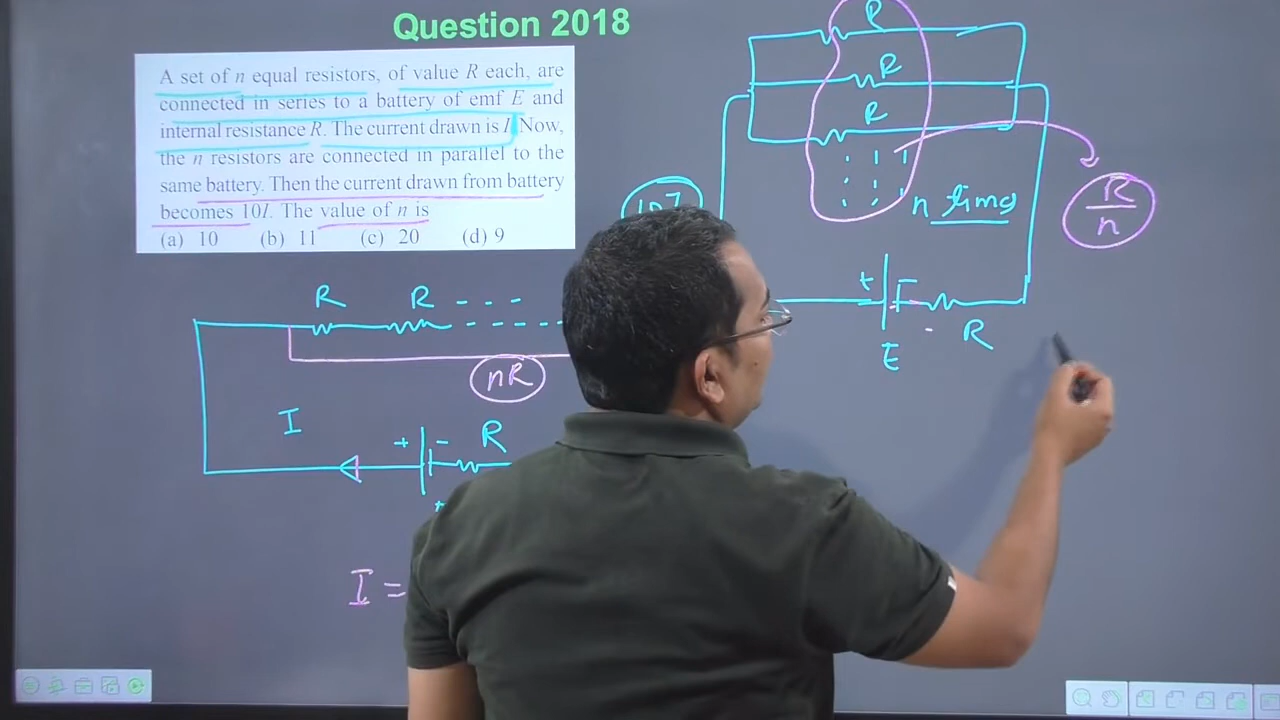 Question 2018
A set of n equal resistors, of value R each, are
connected in series to a battery of emf E and
internal resistance R. The current drawn is I. Now,
the n resistors are connected in parallel to the
same battery. Then the current drawn from battery
becomes 10I. The value of n is
(a) 10 (b) 11 (c) 20 (d) 9
R
R
R
n times
R/n
10I
+
E
R
R R - - -
nR
I
+ - R
I =